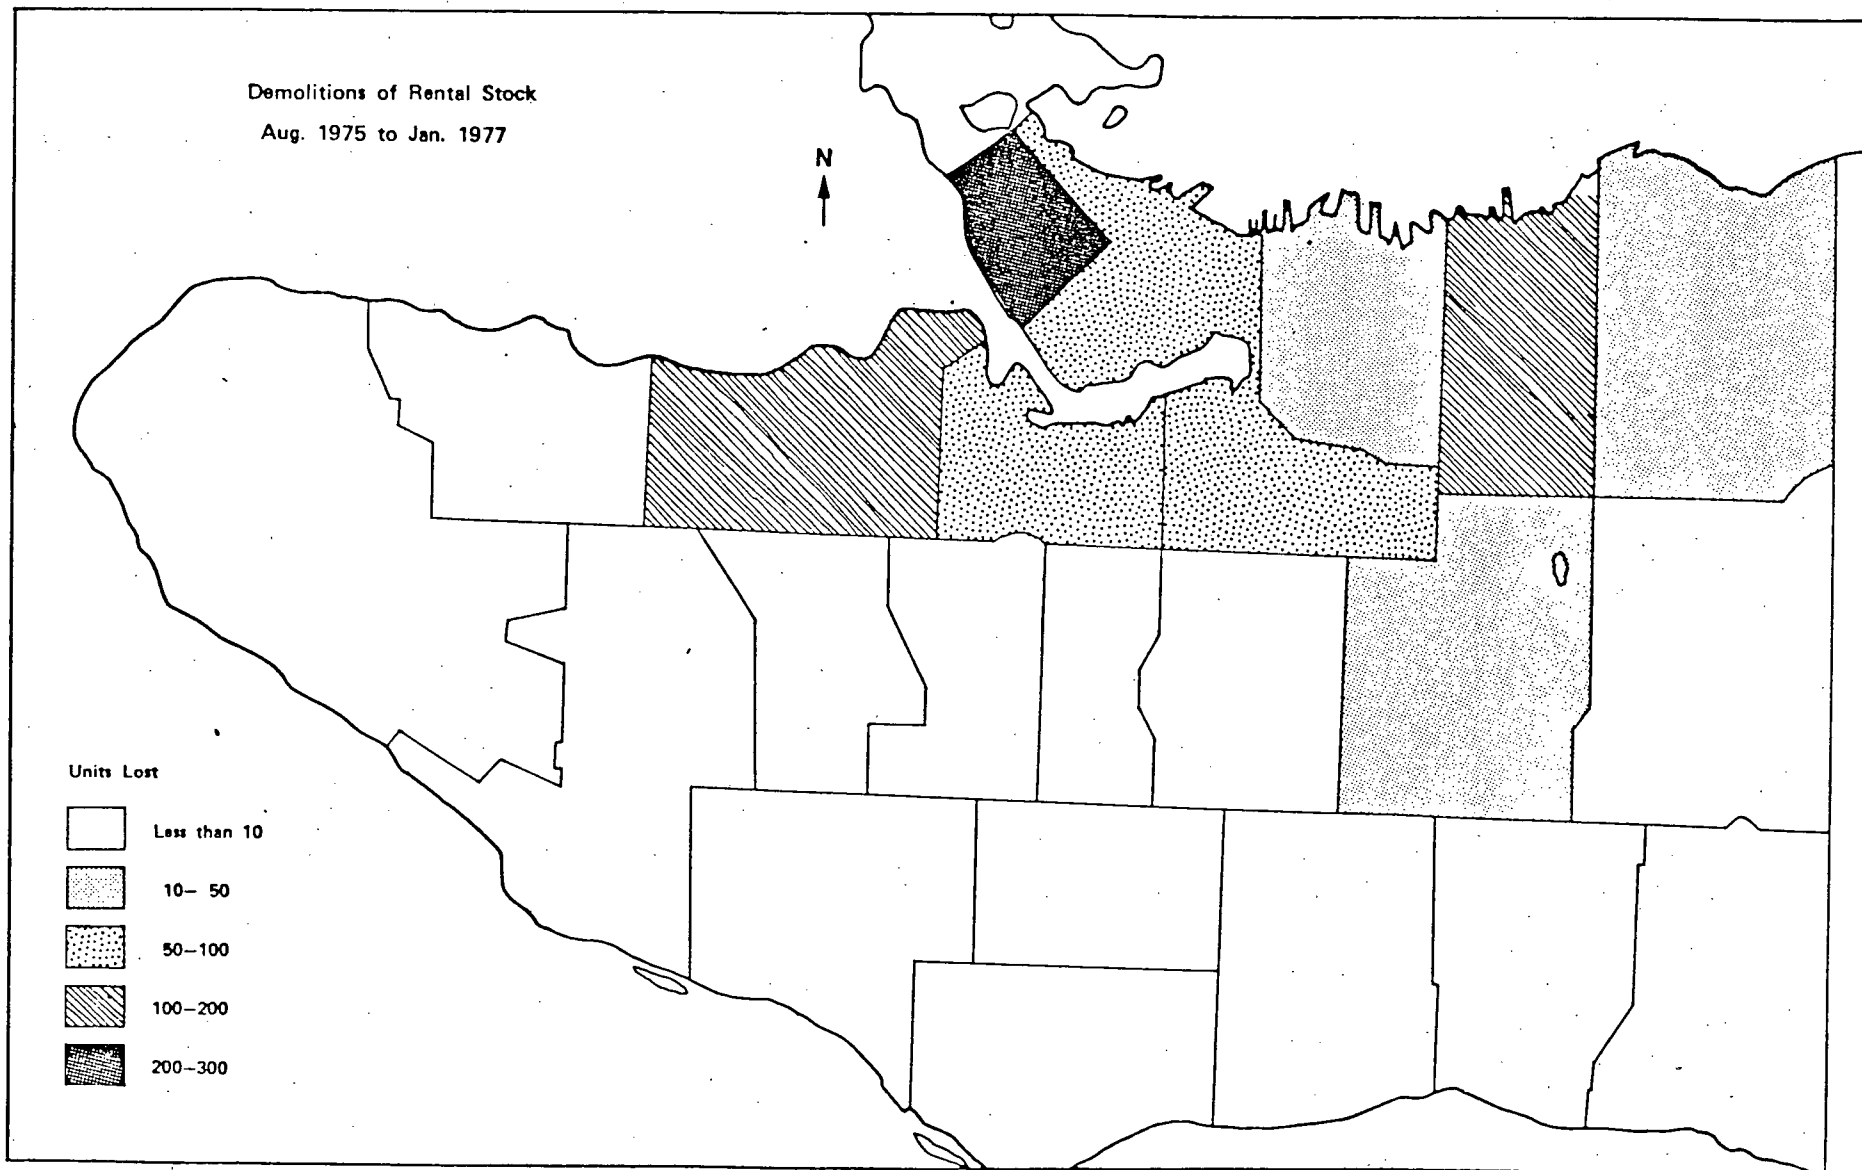 Demolitions of Rental Stock
Aug. 1975 to Jan. 1977
N
Units Lost
Less than 10
10– 50
50–100
100–200
200–300